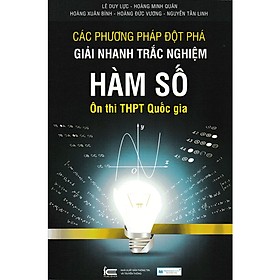 LÊ DUY LỰC - HOÀNG MINH QUÂN
HOÀNG XUÂN BÍNH - HOÀNG ĐỨC VƯƠNG - NGUYỄN TẤN LINH
CÁC PHƯƠNG PHÁP ĐỘT PHÁ
GIẢI NHANH TRẮC NGHIỆM
HÀM SỐ
Ôn thi THPT Quốc gia